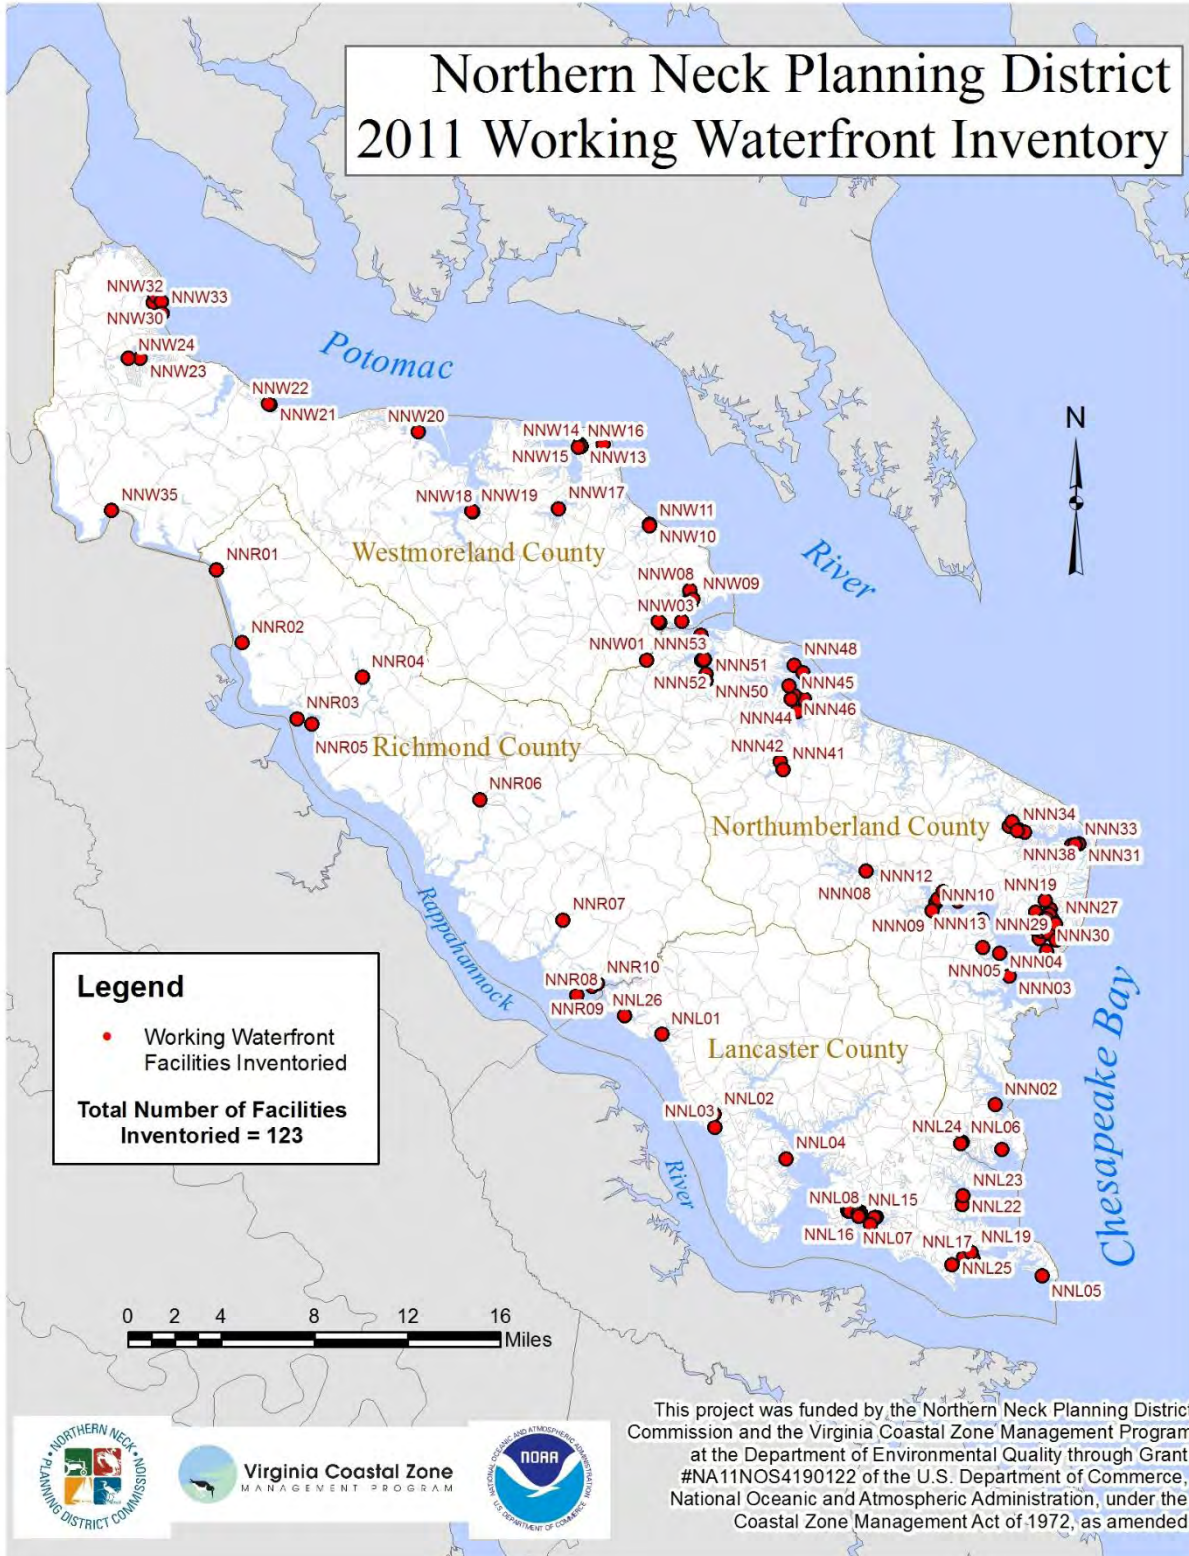 Northern Neck Planning District
2011 Working Waterfront Inventory
NNW32
NNW33
NNW30
NNW24
NNW23
Potomac
NNW22
NNW21
NNW20
NNW14
NNW16
NNW15
NNW13
N
NNW35
NNW18
NNW19
NNW17
NNW11
NNW10
Westmoreland County
River
NNR01
NNW08
NNW09
NNW03
NNR02
NNW01
NNN53
NNN51
NNN48
NNR04
NNN52
NNN50
NNN45
NNN46
NNN44
NNR03
NNR05
Richmond County
NNN42
NNN41
NNR06
Northumberland County
NNN34
NNN33
NNN38
NNN31
NNN12
NNN08
NNN10
NNN19
NNN27
NNN09
NNN13
NNN29
NNN30
NNR07
Rappahannock
NNN04
NNN05
NNN03
NNR10
NNR08
NNR09
NNL26
NNL01
Lancaster County
Chesapeake Bay
Legend
Working Waterfront
Facilities Inventoried
Total Number of Facilities
Inventoried = 123
NNL02
NNL03
NNN02
NNL24
NNL06
NNL04
River
NNL23
NNL22
NNL08
NNL15
NNL16
NNL07
NNL17
NNL19
NNL25
NNL05
0 2 4 8 12 16
Miles
NORTHERN NECK
PLANNING DISTRICT COMMISSION
Virginia Coastal Zone
MANAGEMENT PROGRAM
NATIONAL OCEANIC AND ATMOSPHERIC ADMINISTRATION
NOAA
U.S. DEPARTMENT OF COMMERCE
This project was funded by the Northern Neck Planning District
Commission and the Virginia Coastal Zone Management Program
at the Department of Environmental Quality through Grant
#NA11NOS4190122 of the U.S. Department of Commerce,
National Oceanic and Atmospheric Administration, under the
Coastal Zone Management Act of 1972, as amended